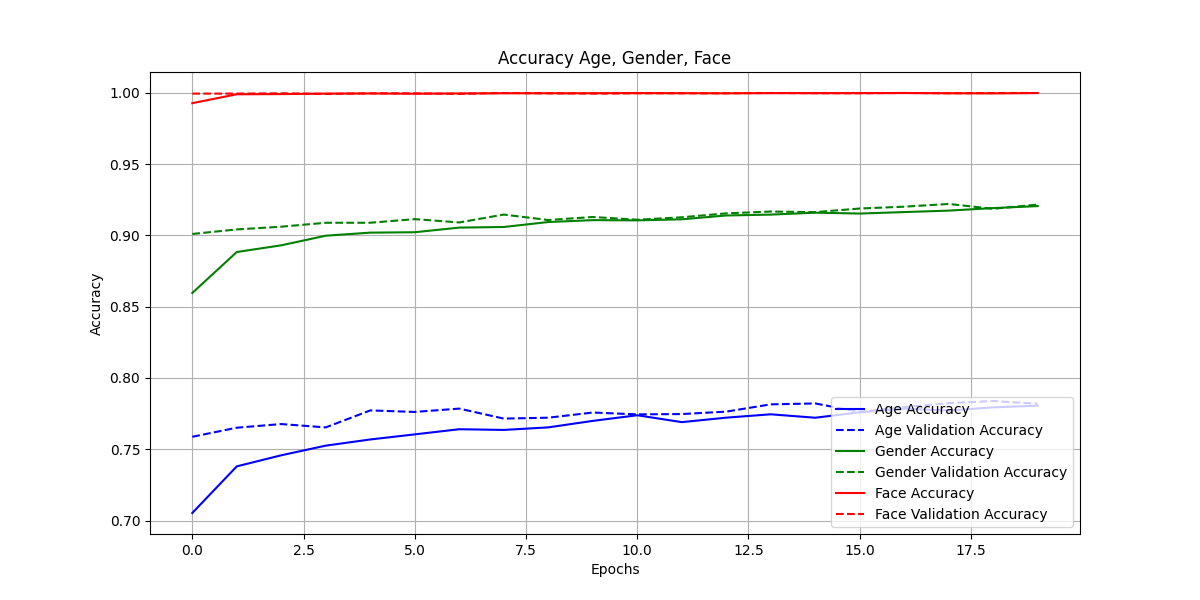 Accuracy Age, Gender, Face
1.00
0.95
0.90
0.85
0.80
0.75
0.70
Accuracy
0.0 2.5 5.0 7.5 10.0 12.5 15.0 17.5
Epochs
Age Accuracy
Age Validation Accuracy
Gender Accuracy
Gender Validation Accuracy
Face Accuracy
Face Validation Accuracy